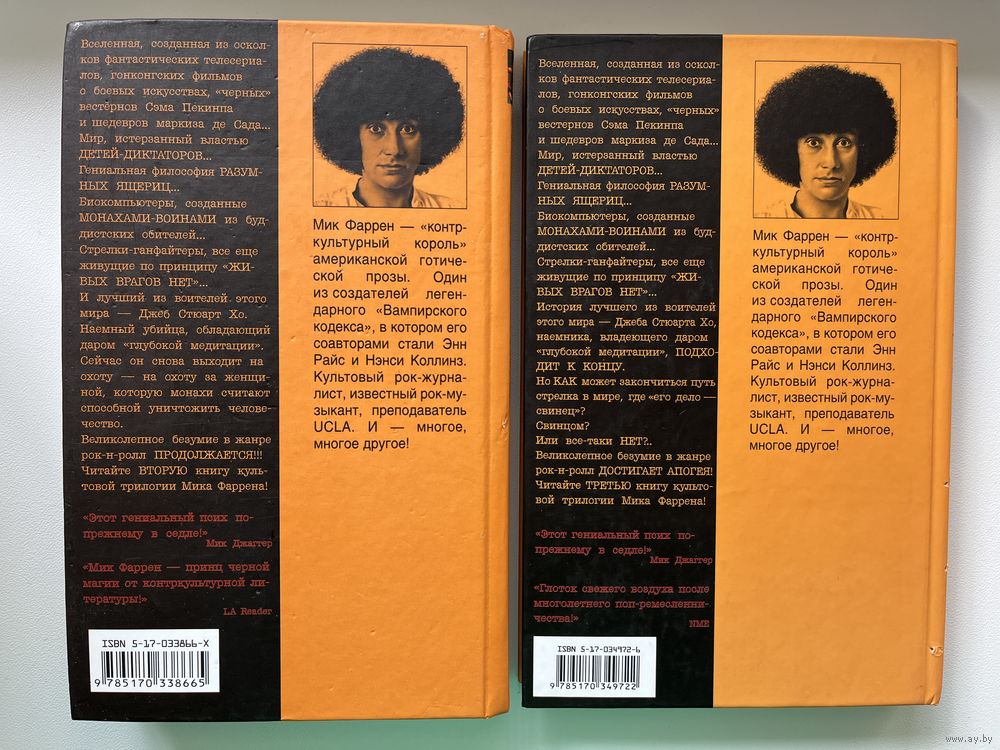 Вселенная, созданная из оскол-
ков фантастических телесериа-
лов, гонконгских фильмов
о боевых искусствах, «черных»
вестернов Сэма Пекинпа
и шедевров маркиза де Сада...
Мир, истерзанный властью
ДЕТЕЙ-ДИКТАТОРОВ...
Гениальная философия РАЗУМ-
НЫХ ЯЩЕРИЦ...
Биокомпьютеры, созданные
МОНАХАМИ-ВОИНАМИ из буд-
дистских обителей...
Стрелки-ганфайтеры, все еще
живущие по принципу «ЖИ-
ВЫХ ВРАГОВ НЕТ»...
И лучший из воителей этого
мира — Джеб Стюарт Хо.
Наемный убийца, обладающий
даром «глубокой медитации».
Сейчас он снова выходит на
охоту — на охоту за женщи-
ной, которую монахи считают
способной уничтожить челове-
чество.
Великолепное безумие в жанре
рок-н-ролл ПРОДОЛЖАЕТСЯ!!!
Читайте ВТОРУЮ книгу куль-
товой трилогии Мика Фаррена!
«Этот гениальный псих по-
прежнему в седле!»
Мик Джаггер
«Мик Фаррен — принц черной
магии от контркультурной ли-
тературы!»
LA Reader
ISBN 5-17-033866-X
9 785170 338665
Мик Фаррен — «контр-
культурный король»
американской готиче-
ской прозы. Один
из создателей леген-
дарного «Вампирского
кодекса», в котором его
соавторами стали Энн
Райс и Нэнси Коллинз.
Культовый рок-журна-
лист, известный рок-му-
зыкант, преподаватель
UCLA. И — многое,
многое другое!
Вселенная, созданная из оскол-
ков фантастических телесериа-
лов, гонконгских фильмов
о боевых искусствах, «черных»
вестернов Сэма Пекинпа
и шедевров маркиза де Сада...
Мир, истерзанный властью
ДЕТЕЙ-ДИКТАТОРОВ...
Гениальная философия РАЗУМ-
НЫХ ЯЩЕРИЦ...
Биокомпьютеры, созданные
МОНАХАМИ-ВОИНАМИ из буд-
дистских обителей...
Стрелки-ганфайтеры, все еще
живущие по принципу «ЖИ-
ВЫХ ВРАГОВ НЕТ»...
История лучшего из воителей
этого мира — Джеба Стюарта Хо,
наемника, владеющего даром
«глубокой медитации», ПОДХО-
ДИТ К КОНЦУ.
Но КАК может закончиться путь
стрелка в мире, где «его дело —
свинец»?
Свинцом?
Или все-таки НЕТ?..
Великолепное безумие в жанре
рок-н-ролл ДОСТИГАЕТ АПОГЕЯ!
Читайте ТРЕТЬЮ книгу культо-
вой трилогии Мика Фаррена!
«Этот гениальный псих по-
прежнему в седле!»
Мик Джаггер
«Глоток свежего воздуха после
многолетнего поп-ремесленни-
чества!»
NME
ISBN 5-17-034972-6
9 785170 349722
Мик Фаррен — «контр-
культурный король»
американской готиче-
ской прозы. Один
из создателей леген-
дарного «Вампирского
кодекса», в котором его
соавторами стали Энн
Райс и Нэнси Коллинз.
Культовый рок-журна-
лист, известный рок-му-
зыкант, преподаватель
UCLA. И — многое,
многое другое!
www.ay.by